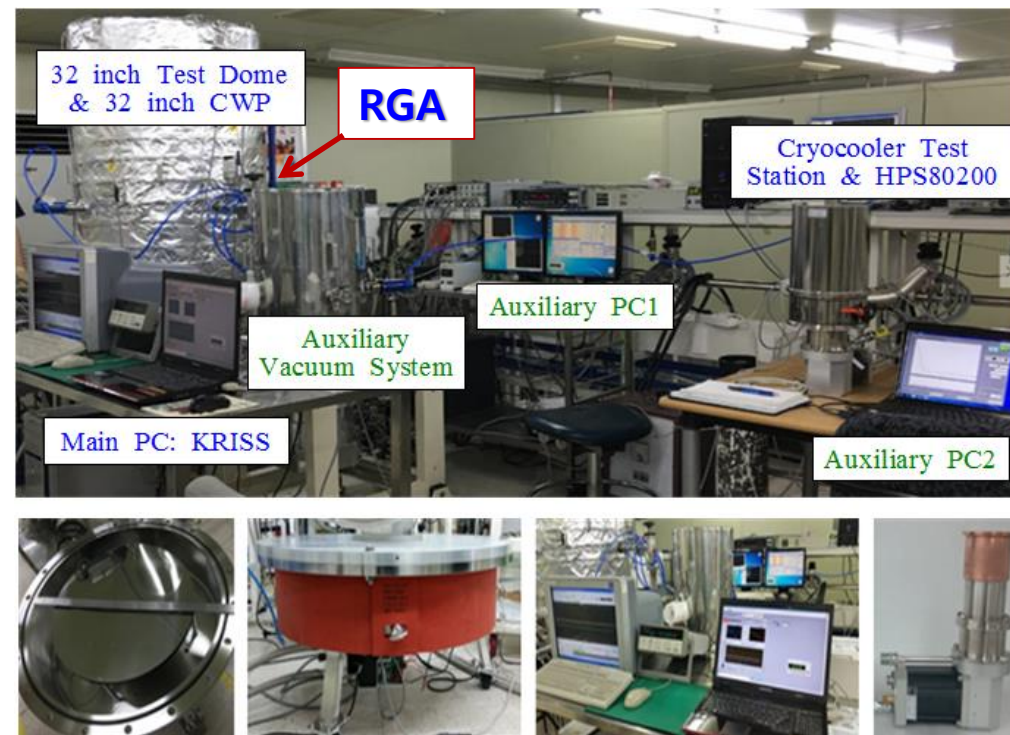 32 inch Test Dome
& 32 inch CWP
RGA
Cryocooler Test
Station & HPS80200
Auxiliary PC1
Auxiliary
Vacuum System
Main PC: KRISS
Auxiliary PC2